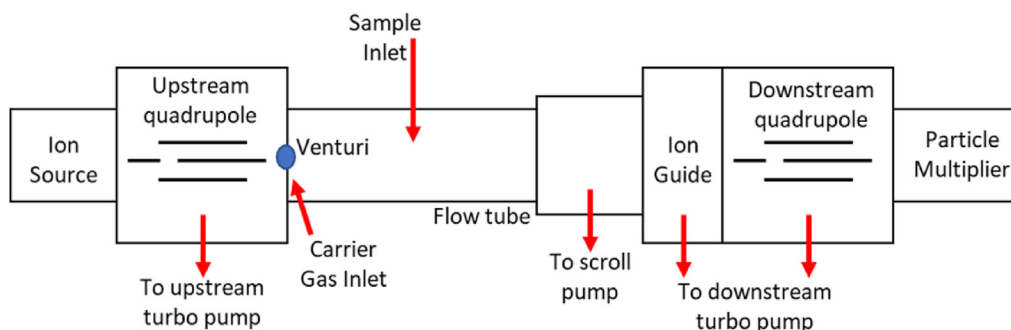 Sample
Inlet
Upstream
quadrupole
Downstream
quadrupole
Ion
Source
Venturi
Ion
Guide
Particle
Multiplier
Flow tube
Carrier
Gas Inlet
To scroll
pump
To upstream
turbo pump
To downstream
turbo pump